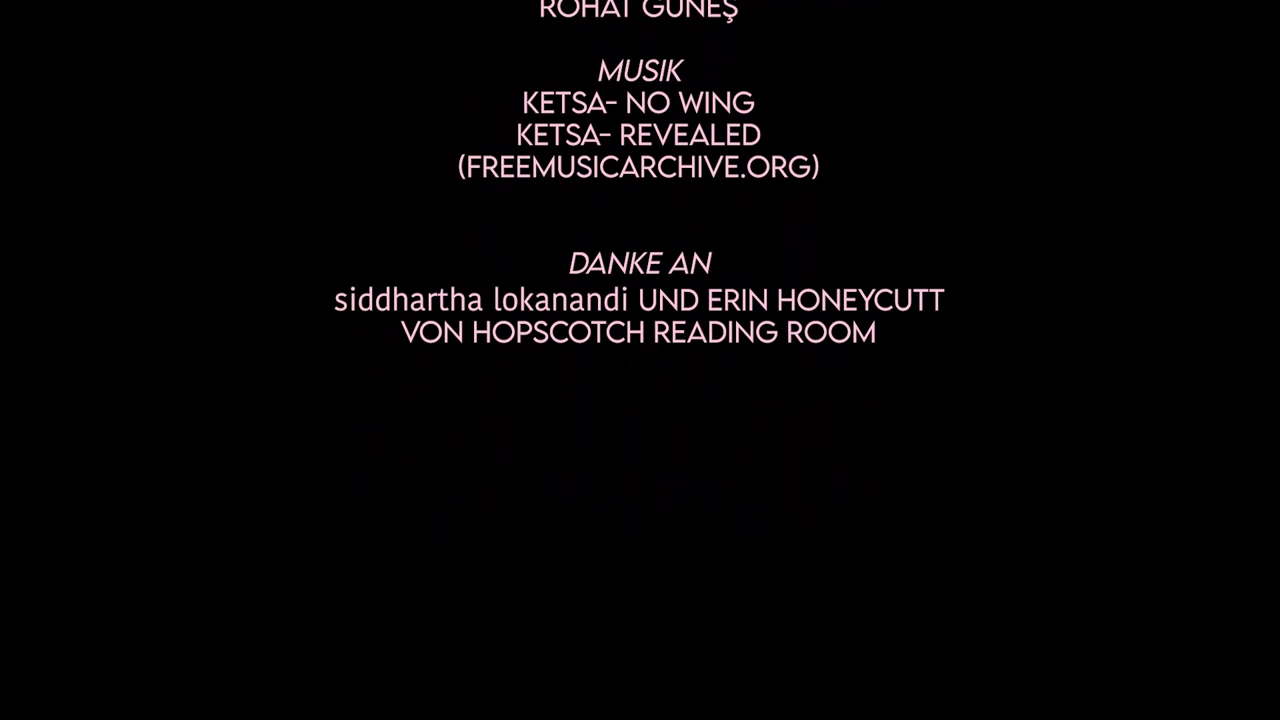 ROHAT GÜNEŞ
MUSIK
KETSA- NO WING
KETSA- REVEALED
(FREEMUSICARCHIVE.ORG)
DANKE AN
siddhartha lokanandi UND ERIN HONEYCUTT
VON HOPSCOTCH READING ROOM